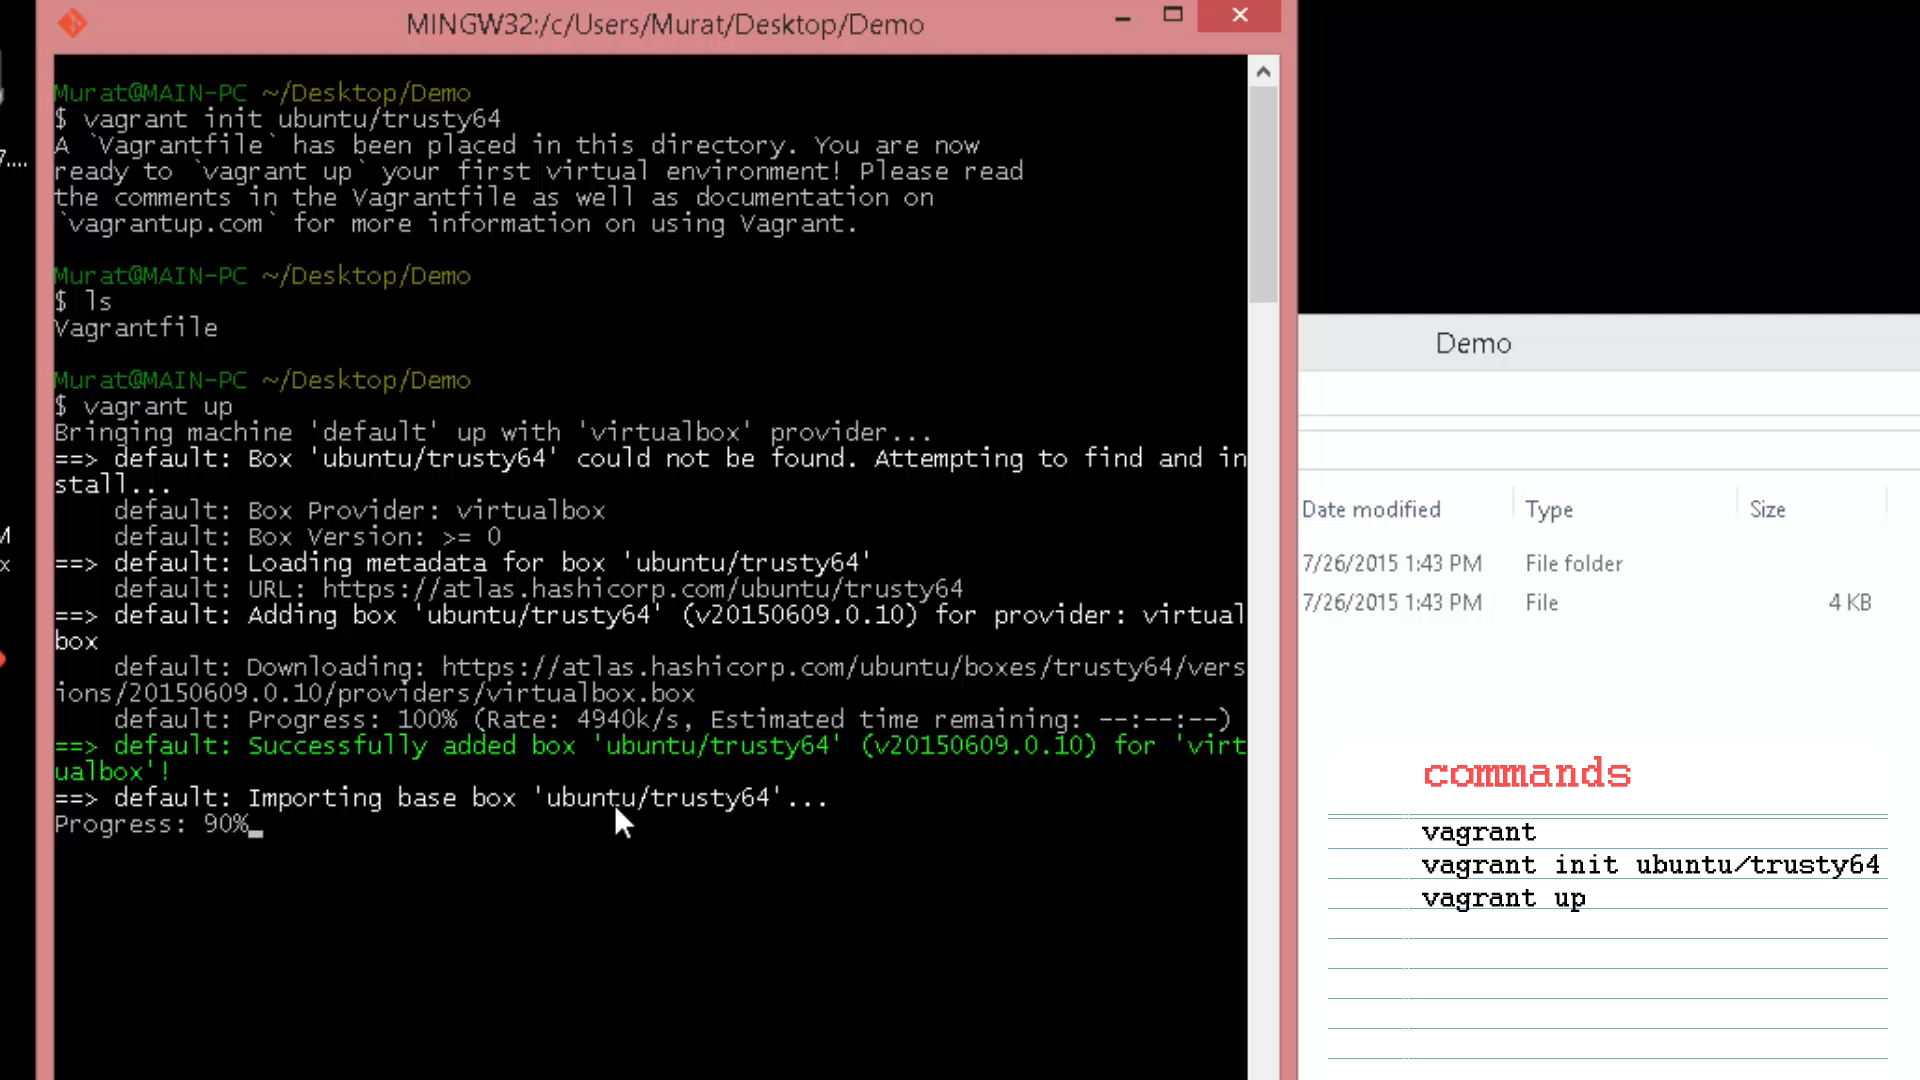 MINGW32:/c/Users/Murat/Desktop/Demo
Murat@MAIN-PC ~/Desktop/Demo
$ vagrant init ubuntu/trusty64
A `Vagrantfile` has been placed in this directory. You are now
ready to `vagrant up` your first virtual environment! Please read
the comments in the Vagrantfile as well as documentation on
`vagrantup.com` for more information on using Vagrant.
Murat@MAIN-PC ~/Desktop/Demo
$ ls
Vagrantfile
Murat@MAIN-PC ~/Desktop/Demo
$ vagrant up
Bringing machine 'default' up with 'virtualbox' provider...
==> default: Box 'ubuntu/trusty64' could not be found. Attempting to find and in
stall...
default: Box Provider: virtualbox
default: Box Version: >= 0
==> default: Loading metadata for box 'ubuntu/trusty64'
default: URL: https://atlas.hashicorp.com/ubuntu/trusty64
==> default: Adding box 'ubuntu/trusty64' (v20150609.0.10) for provider: virtual
box
default: Downloading: https://atlas.hashicorp.com/ubuntu/boxes/trusty64/vers
ions/20150609.0.10/providers/virtualbox.box
default: Progress: 100% (Rate: 4940k/s, Estimated time remaining: --:--:--)
==> default: Successfully added box 'ubuntu/trusty64' (v20150609.0.10) for 'virt
ualbox'!
==> default: Importing base box 'ubuntu/trusty64'...
Progress: 90%
Demo
Date modified Type Size
7/26/2015 1:43 PM File folder
7/26/2015 1:43 PM File 4 KB
commands
vagrant
vagrant init ubuntu/trusty64
vagrant up